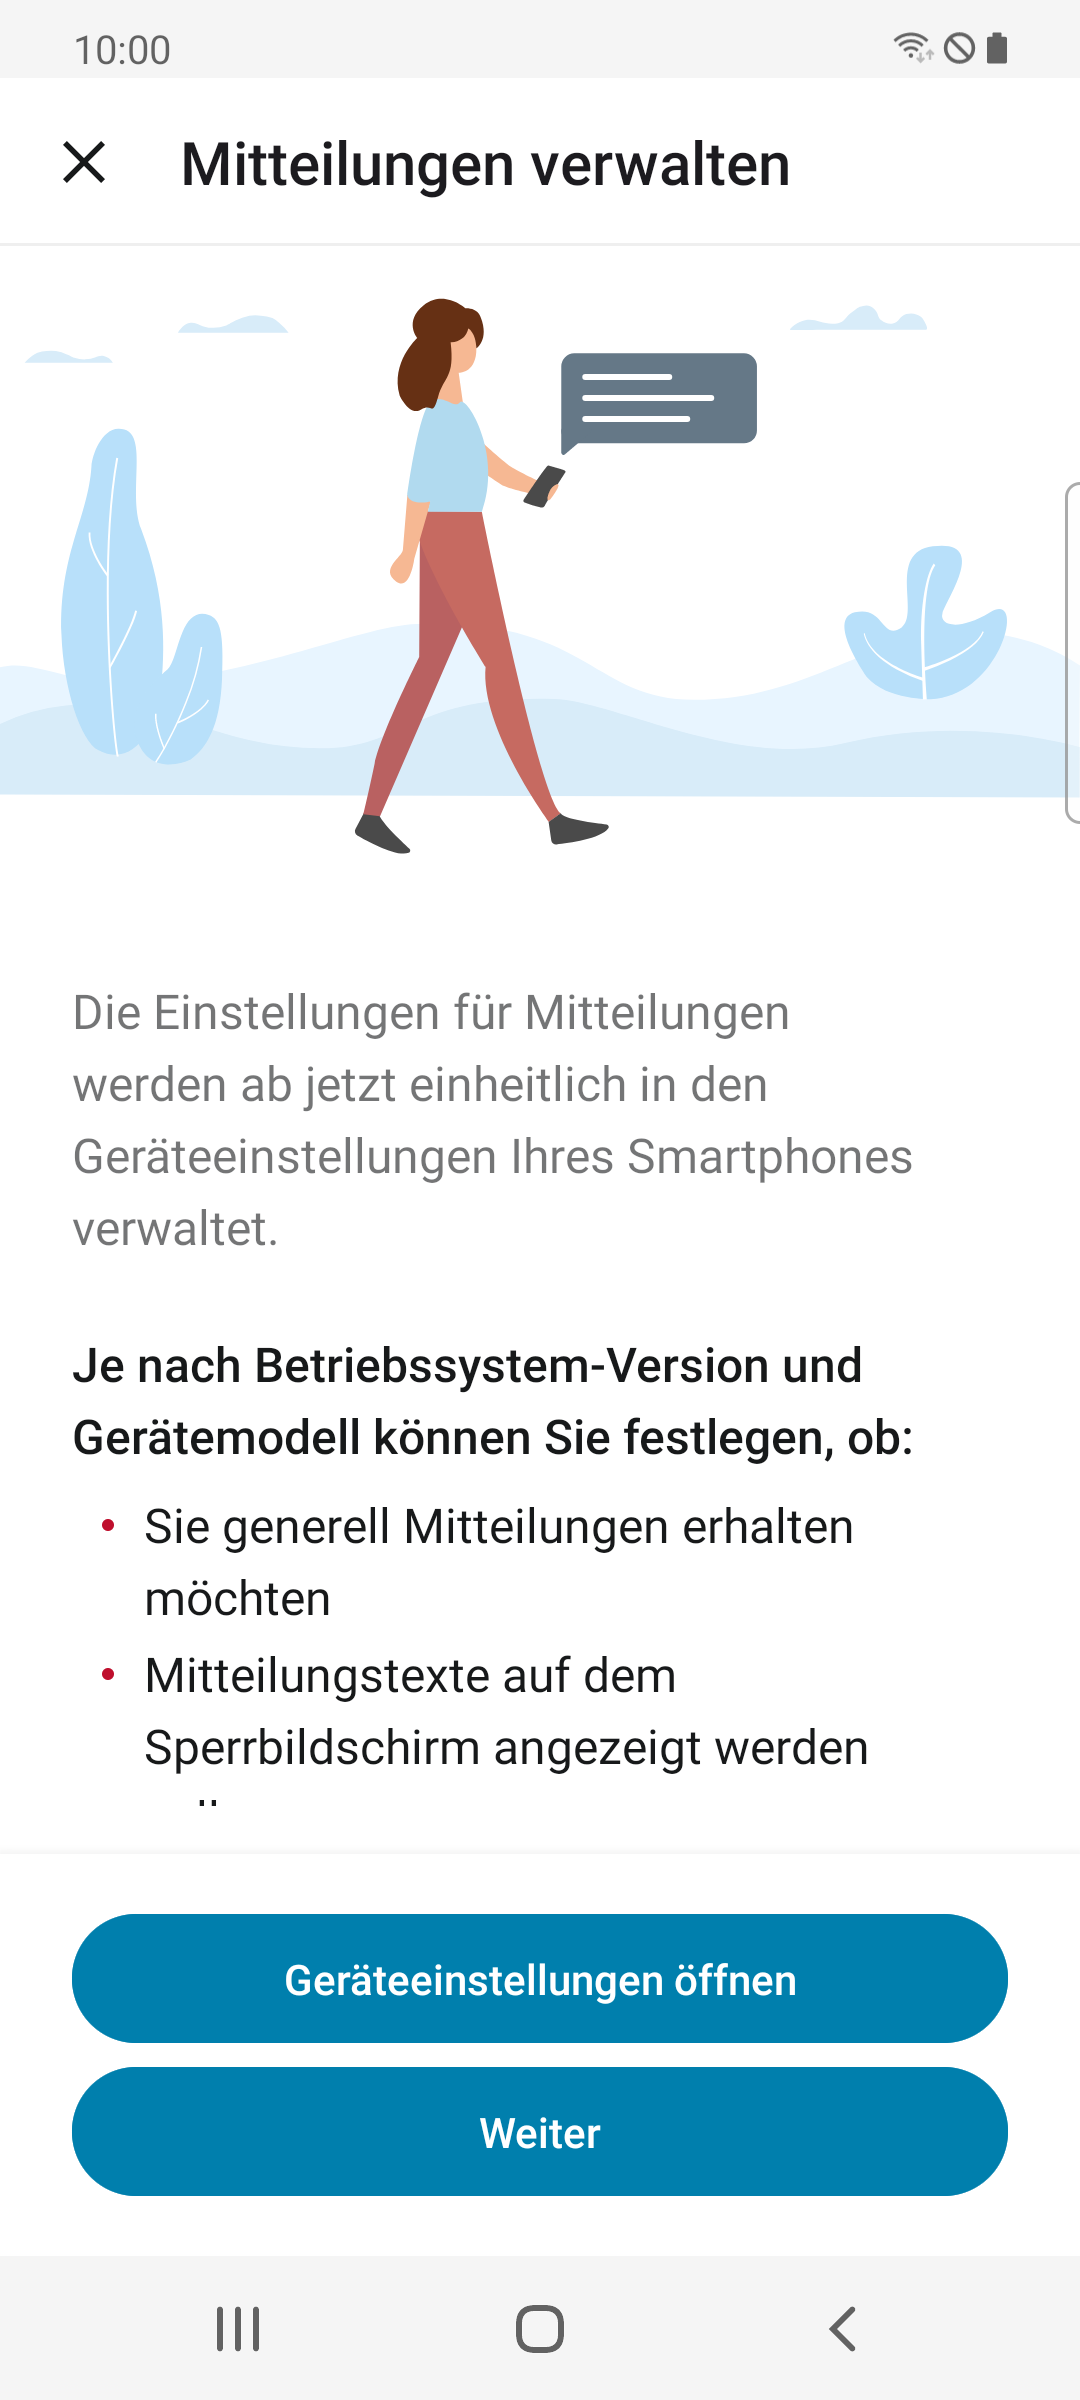 10:00
Mitteilungen verwalten
Die Einstellungen für Mitteilungen
werden ab jetzt einheitlich in den
Geräteeinstellungen Ihres Smartphones
verwaltet.
Je nach Betriebssystem-Version und
Gerätemodell können Sie festlegen, ob:
• Sie generell Mitteilungen erhalten
möchten
• Mitteilungstexte auf dem
Sperrbildschirm angezeigt werden
Geräteeinstellungen öffnen
Weiter